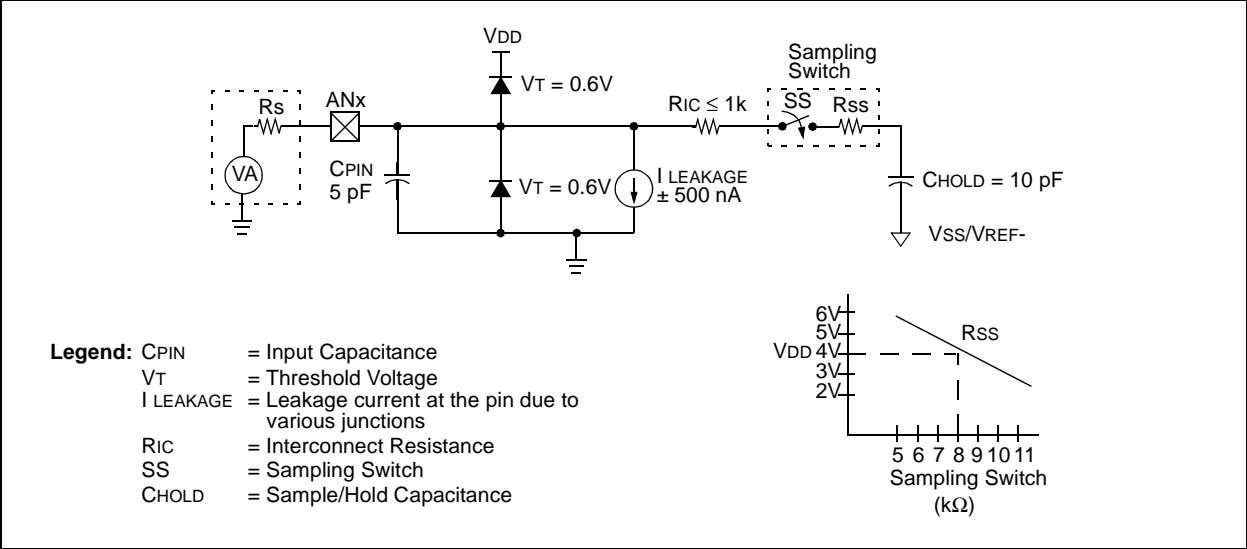 VDD
VT = 0.6V
Sampling
Switch
Rs
ANx
RIC ≤ 1k
SS
Rss
VA
CPIN
5 pF
VT = 0.6V
I LEAKAGE
± 500 nA
CHOLD = 10 pF
VSS/VREF-
Legend: CPIN = Input Capacitance
VT = Threshold Voltage
I LEAKAGE = Leakage current at the pin due to
various junctions
RIC = Interconnect Resistance
SS = Sampling Switch
CHOLD = Sample/Hold Capacitance
6V
5V
VDD 4V
3V
2V
RSS
5 6 7 8 9 10 11
Sampling Switch
(kΩ)